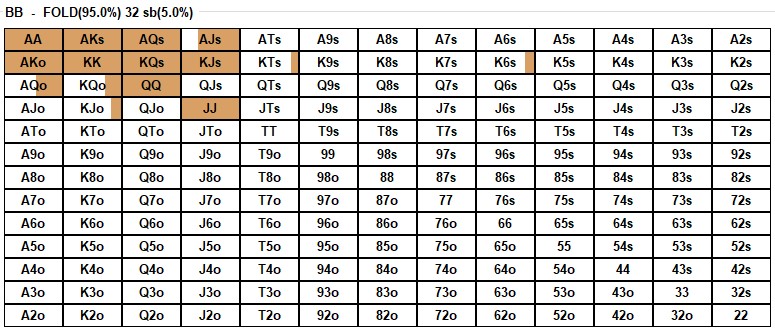 BB - FOLD(95.0%) 32 sb(5.0%)
AA AKs AQs AJs ATs A9s A8s A7s A6s A5s A4s A3s A2s
AKo KK KQs KJs KTs K9s K8s K7s K6s K5s K4s K3s K2s
AQo KQo QQ QJs QTs Q9s Q8s Q7s Q6s Q5s Q4s Q3s Q2s
AJo KJo QJo JJ JTs J9s J8s J7s J6s J5s J4s J3s J2s
ATo KTo QTo JTo TT T9s T8s T7s T6s T5s T4s T3s T2s
A9o K9o Q9o J9o T9o 99 98s 97s 96s 95s 94s 93s 92s
A8o K8o Q8o J8o T8o 98o 88 87s 86s 85s 84s 83s 82s
A7o K7o Q7o J7o T7o 97o 87o 77 76s 75s 74s 73s 72s
A6o K6o Q6o J6o T6o 96o 86o 76o 66 65s 64s 63s 62s
A5o K5o Q5o J5o T5o 95o 85o 75o 65o 55 54s 53s 52s
A4o K4o Q4o J4o T4o 94o 84o 74o 64o 54o 44 43s 42s
A3o K3o Q3o J3o T3o 93o 83o 73o 63o 53o 43o 33 32s
A2o K2o Q2o J2o T2o 92o 82o 72o 62o 52o 42o 32o 22